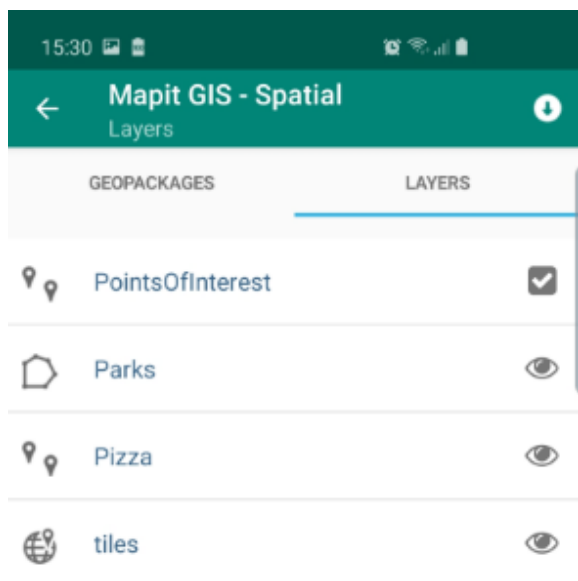 15:30
Mapit GIS - Spatial
Layers
GEOPACKAGES LAYERS
PointsOfInterest
Parks
Pizza
tiles